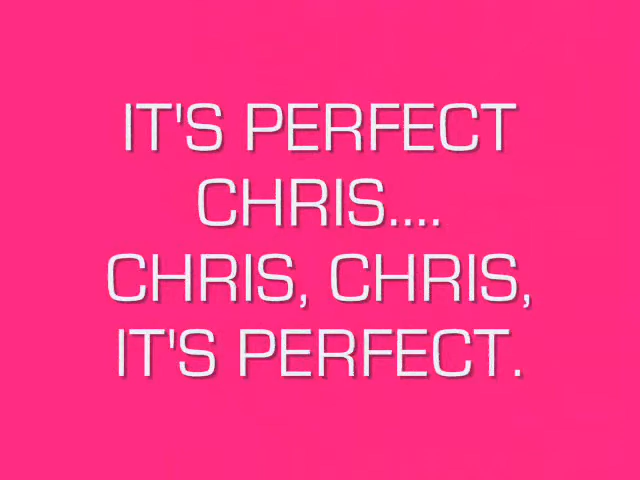 IT'S PERFECT
CHRIS....
CHRIS, CHRIS,
IT'S PERFECT.